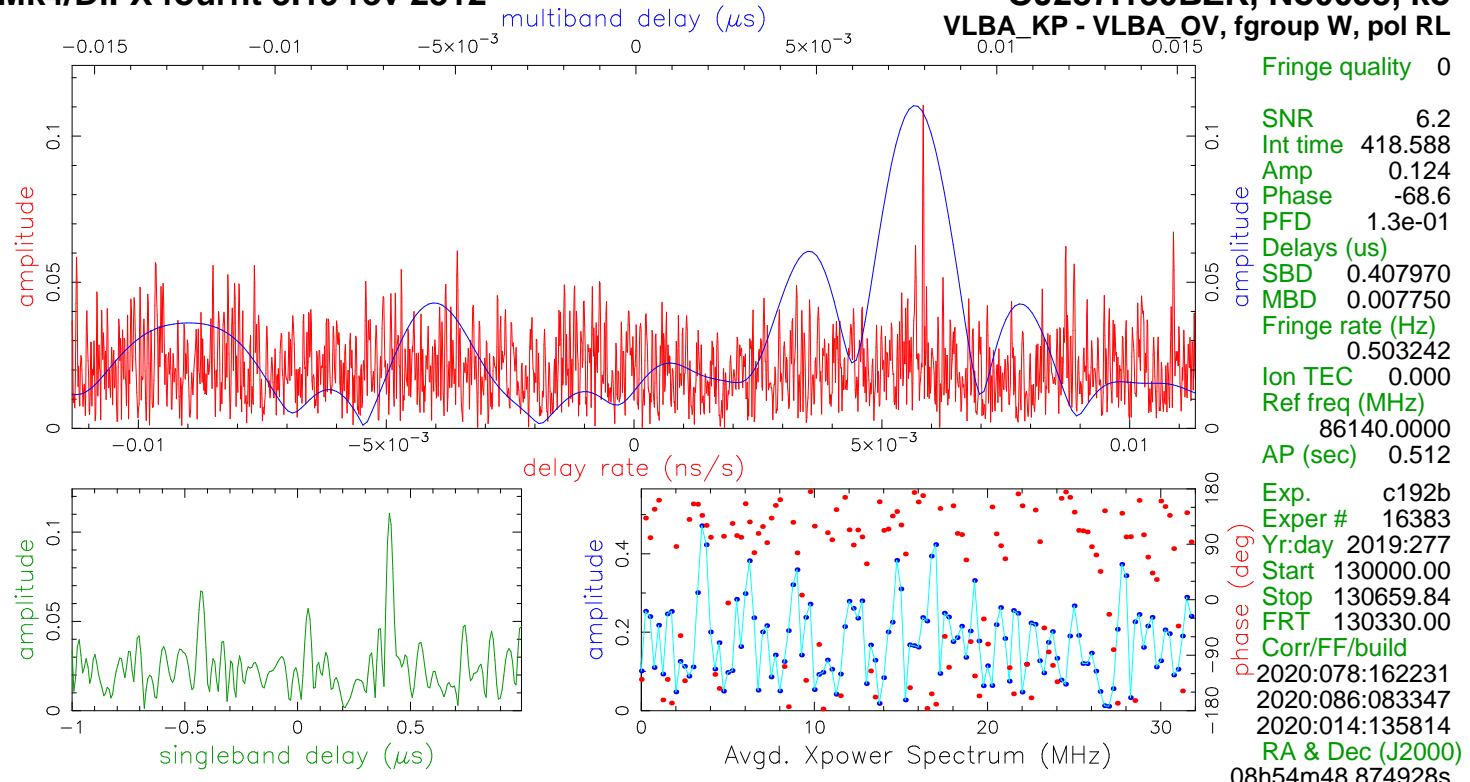 multiband delay (μs)
VLBA_KP - VLBA_OV, fgroup W, pol RL
−0.015 −0.01 −5×10⁻³ 0 5×10⁻³ 0.01 0.015
amplitude
0 0.05 0.1
0 0.05 0.1
amplitude
−0.01 −5×10⁻³ 0 5×10⁻³ 0.01
delay rate (ns/s)
amplitude
0 0.05 0.1
−1 −0.5 0 0.5
singleband delay (μs)
amplitude
0 0.2 0.4
0 10 20 30
Avgd. Xpower Spectrum (MHz)
180 90 0 −90 −180
phase (deg)
Fringe quality 0
SNR 6.2
Int time 418.588
Amp 0.124
Phase -68.6
PFD 1.3e-01
Delays (us)
SBD 0.407970
MBD 0.007750
Fringe rate (Hz)
0.503242
Ion TEC 0.000
Ref freq (MHz)
86140.0000
AP (sec) 0.512
Exp. c192b
Exper # 16383
Yr:day 2019:277
Start 130000.00
Stop 130659.84
FRT 130330.00
Corr/FF/build
2020:078:162231
2020:086:083347
2020:014:135814
RA & Dec (J2000)
08h54m48.874928s